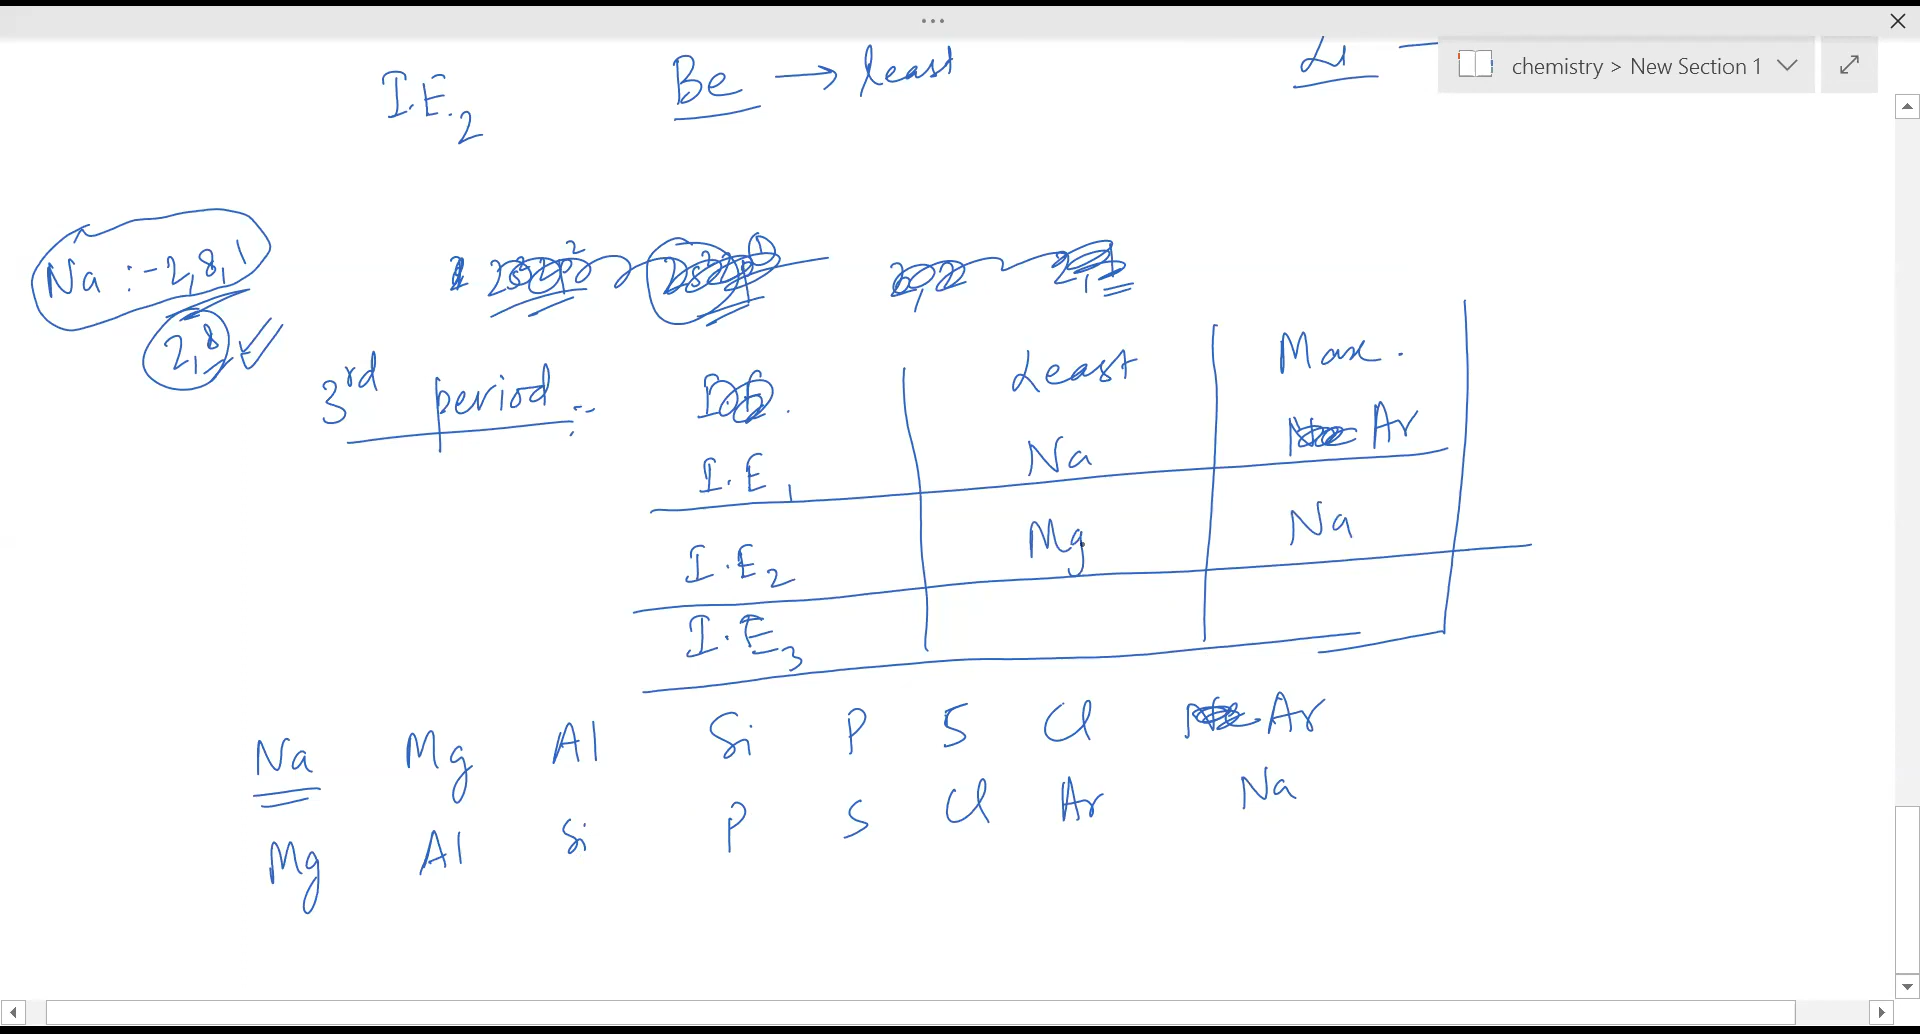 ...
I.E.2 Be → least Li
chemistry > New Section 1
Na :- 2,8,1
2,8 ✓
3rd period :- Least Max.
I.E1 Na Ar
I.E2 Mg Na
I.E3
Na Mg Al Si P S Cl Ar
Mg Al Si P S Cl Ar Na